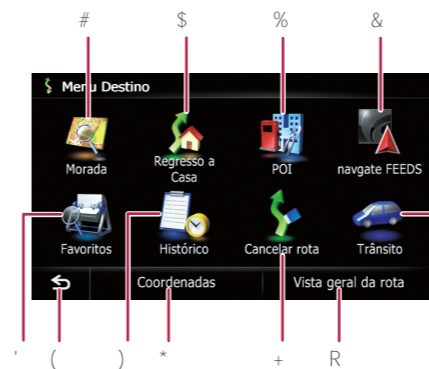 # $ % &
Menu Destino
Morada
Regresso a
Casa
POI
navgate FEEDS
Favoritos
Histórico
Cancelar rota
Trânsito
Coordenadas
Vista geral da rota
' ( ) * + R